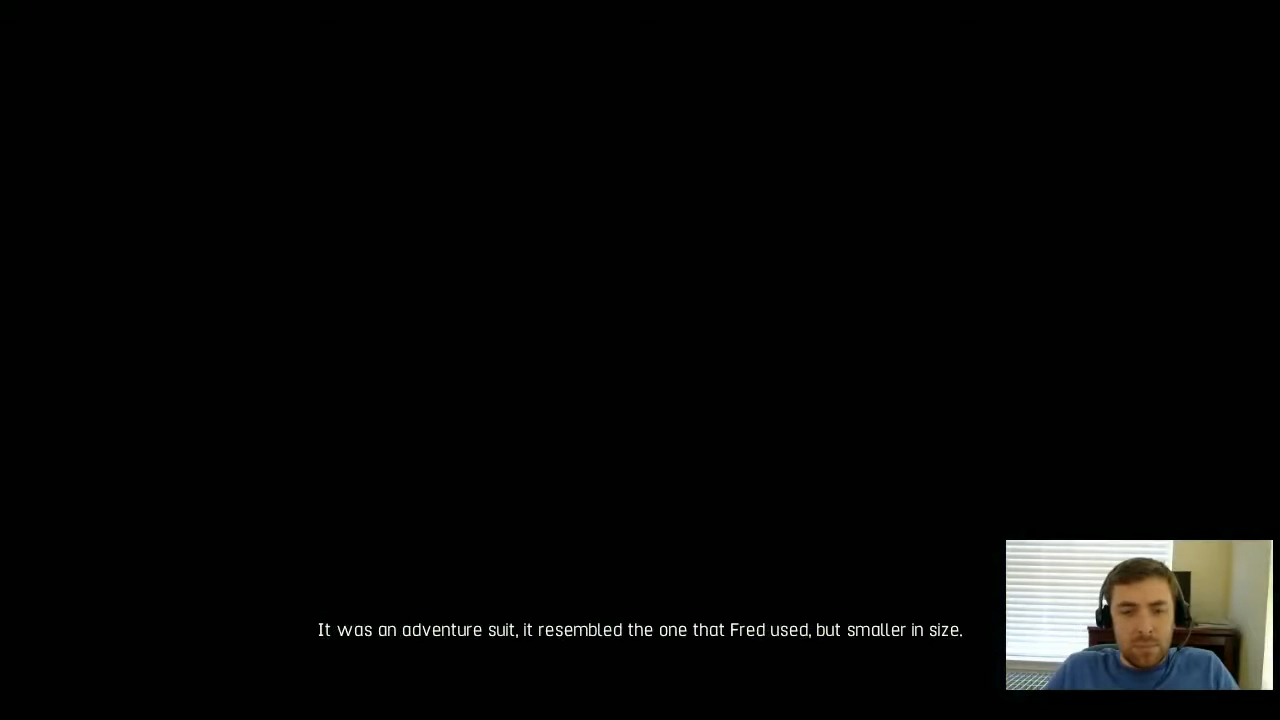 It was an adventure suit, it resembled the one that Fred used, but smaller in size.